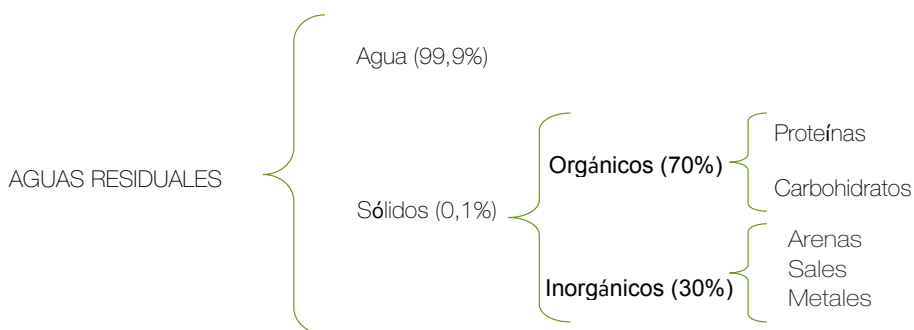 AGUAS RESIDUALES
Agua (99,9%)
Sólidos (0,1%)
Orgánicos (70%)
Proteínas
Carbohidratos
Inorgánicos (30%)
Arenas
Sales
Metales